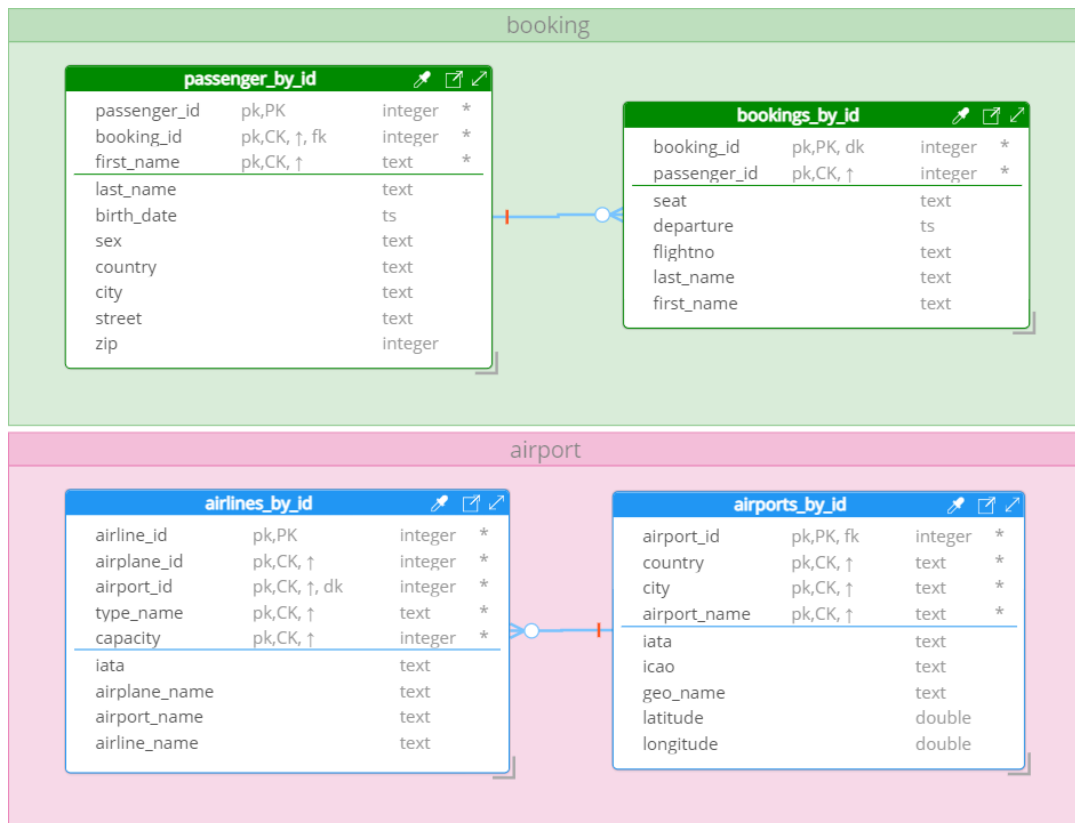 booking
passenger_by_id
passenger_id pk,PK integer *
booking_id pk,CK, ↑, fk integer *
first_name pk,CK, ↑ text *
last_name text
birth_date ts
sex text
country text
city text
street text
zip integer
bookings_by_id
booking_id pk,PK, dk integer *
passenger_id pk,CK, ↑ integer *
seat text
departure ts
flightno text
last_name text
first_name text
airport
airlines_by_id
airline_id pk,PK integer *
airplane_id pk,CK, ↑ integer *
airport_id pk,CK, ↑, dk integer *
type_name pk,CK, ↑ text *
capacity pk,CK, ↑ integer *
iata text
airplane_name text
airport_name text
airline_name text
airports_by_id
airport_id pk,PK, fk integer *
country pk,CK, ↑ text *
city pk,CK, ↑ text *
airport_name pk,CK, ↑ text *
iata text
icao text
geo_name text
latitude double
longitude double